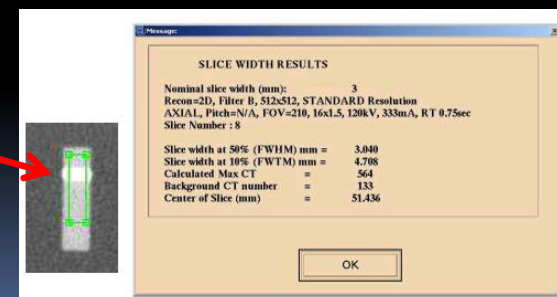 Message:
SLICE WIDTH RESULTS
Nominal slice width (mm): 3
Recon=2D, Filter B, 512x512, STANDARD Resolution
AXIAL, Pitch=N/A, FOV=210, 16x1.5, 120kV, 333mA, RT 0.75sec
Slice Number : 8
Slice width at 50% (FWHM) mm = 3.040
Slice width at 10% (FWTM) mm = 4.708
Calculated Max CT = 564
Background CT number = 133
Center of Slice (mm) = 51.436
OK